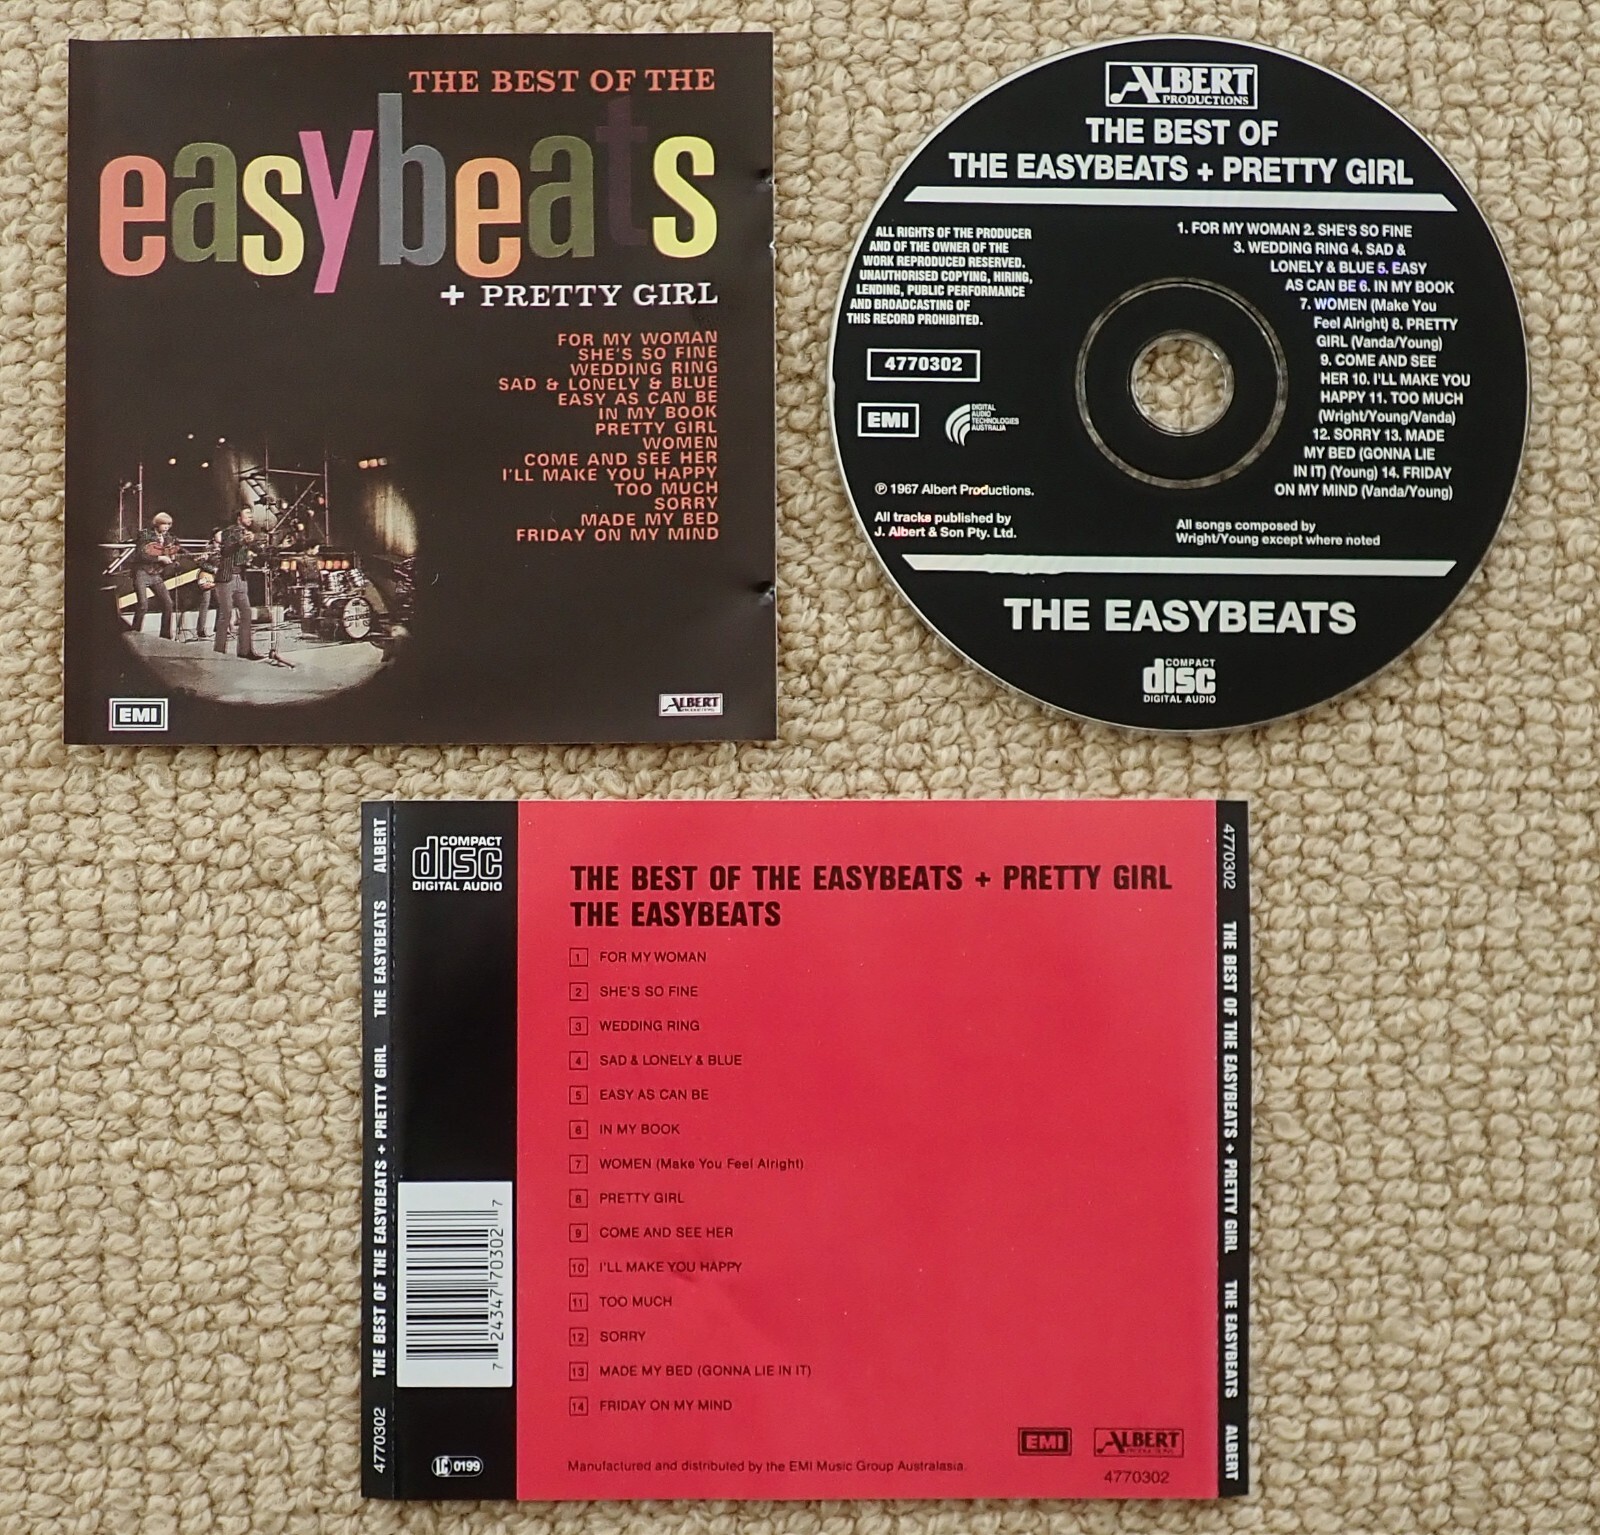 THE BEST OF THE
easybeats
+ PRETTY GIRL
FOR MY WOMAN
SHE'S SO FINE
WEDDING RING
SAD & LONELY & BLUE
EASY AS CAN BE
IN MY BOOK
PRETTY GIRL
WOMEN
COME AND SEE HER
I'LL MAKE YOU HAPPY
TOO MUCH
SORRY
MADE MY BED
FRIDAY ON MY MIND
EMI
ALBERT
PRODUCTIONS
ALBERT
PRODUCTIONS
THE BEST OF
THE EASYBEATS + PRETTY GIRL
ALL RIGHTS OF THE PRODUCER
AND OF THE OWNER OF THE
WORK REPRODUCED RESERVED.
UNAUTHORISED COPYING, HIRING,
LENDING, PUBLIC PERFORMANCE
AND BROADCASTING OF
THIS RECORD PROHIBITED.
4770302
EMI
DIGITAL
AUDIO
TECHNOLOGIES
AUSTRALIA
℗ 1967 Albert Productions.
All tracks published by
J. Albert & Son Pty. Ltd.
1. FOR MY WOMAN 2. SHE'S SO FINE
3. WEDDING RING 4. SAD &
LONELY & BLUE 5. EASY
AS CAN BE 6. IN MY BOOK
7. WOMEN (Make You
Feel Alright) 8. PRETTY
GIRL (Vanda/Young)
9. COME AND SEE
HER 10. I'LL MAKE YOU
HAPPY 11. TOO MUCH
(Wright/Young/Vanda)
12. SORRY 13. MADE
MY BED (GONNA LIE
IN IT) (Young) 14. FRIDAY
ON MY MIND (Vanda/Young)
All songs composed by
Wright/Young except where noted
THE EASYBEATS
COMPACT
disc
DIGITAL AUDIO
4770302 THE BEST OF THE EASYBEATS + PRETTY GIRL THE EASYBEATS ALBERT
COMPACT
disc
DIGITAL AUDIO
7 24347 70302 7
LC 0199
THE BEST OF THE EASYBEATS + PRETTY GIRL
THE EASYBEATS
1 FOR MY WOMAN
2 SHE'S SO FINE
3 WEDDING RING
4 SAD & LONELY & BLUE
5 EASY AS CAN BE
6 IN MY BOOK
7 WOMEN (Make You Feel Alright)
8 PRETTY GIRL
9 COME AND SEE HER
10 I'LL MAKE YOU HAPPY
11 TOO MUCH
12 SORRY
13 MADE MY BED (GONNA LIE IN IT)
14 FRIDAY ON MY MIND
EMI
ALBERT
PRODUCTIONS
Manufactured and distributed by the EMI Music Group Australasia.
4770302
4770302 THE BEST OF THE EASYBEATS + PRETTY GIRL THE EASYBEATS ALBERT